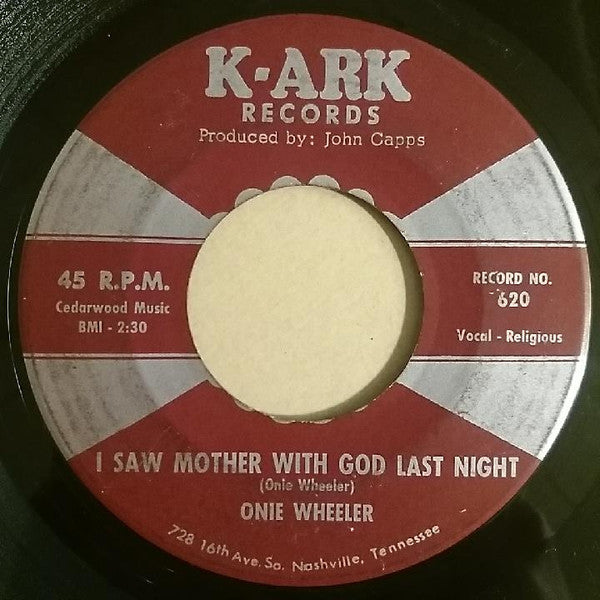 K-ARK
RECORDS
Produced by: John Capps
45 R.P.M.
Cedarwood Music
BMI - 2:30
RECORD NO.
620
Vocal - Religious
I SAW MOTHER WITH GOD LAST NIGHT
(Onie Wheeler)
ONIE WHEELER
728 16th Ave. So. Nashville, Tennessee